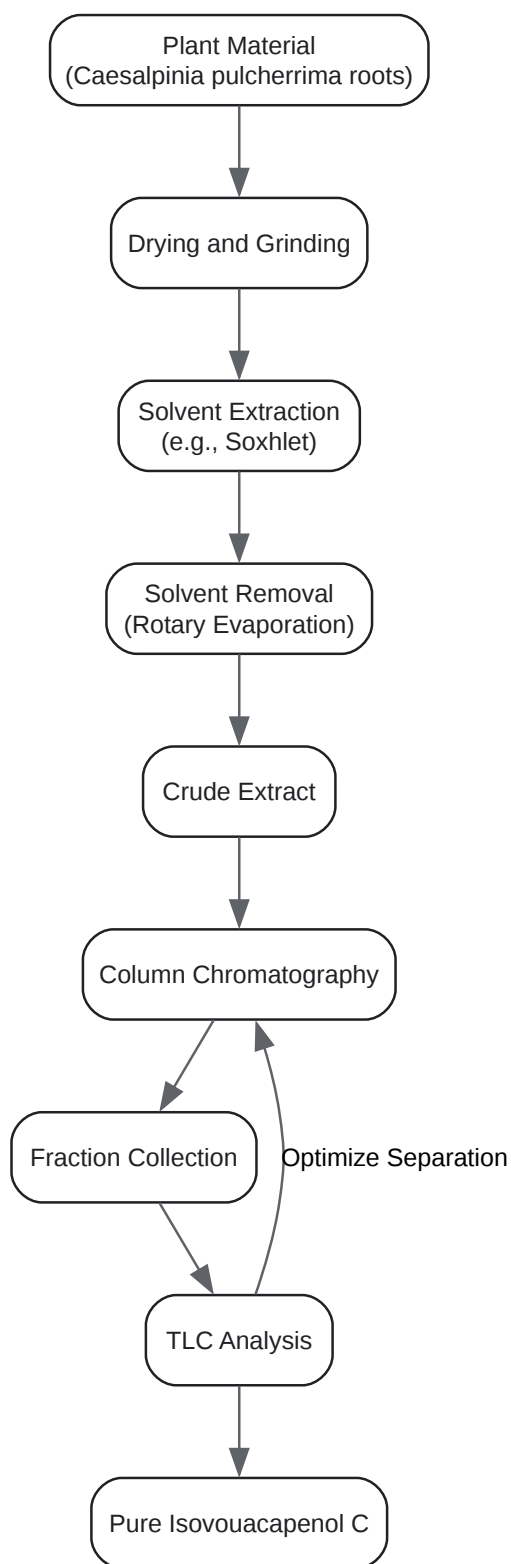 Plant Material
(Caesalpinia pulcherrima roots)
Drying and Grinding
Solvent Extraction
(e.g., Soxhlet)
Solvent Removal
(Rotary Evaporation)
Crude Extract
Column Chromatography
Fraction Collection
Optimize Separation
TLC Analysis
Pure Isovouacapenol C